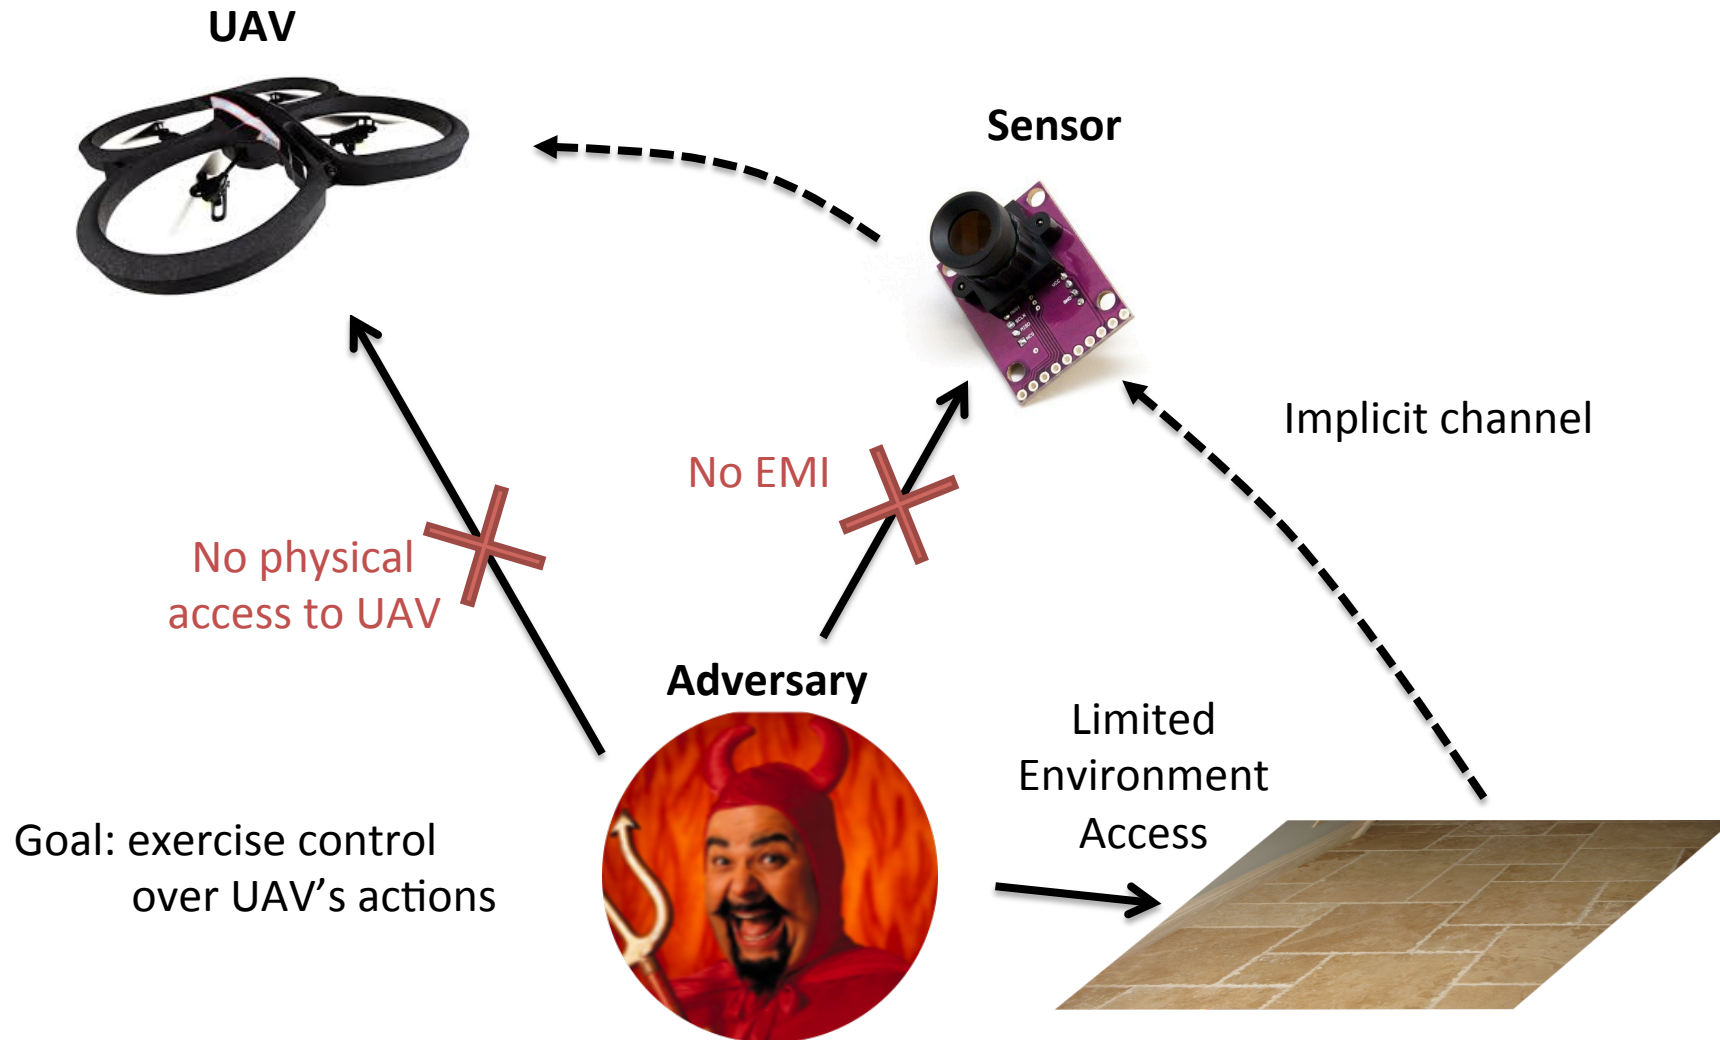 UAV
Sensor
Implicit channel
No EMI
No physical
access to UAV
Adversary
Limited
Environment
Access
Goal: exercise control
over UAV’s actions